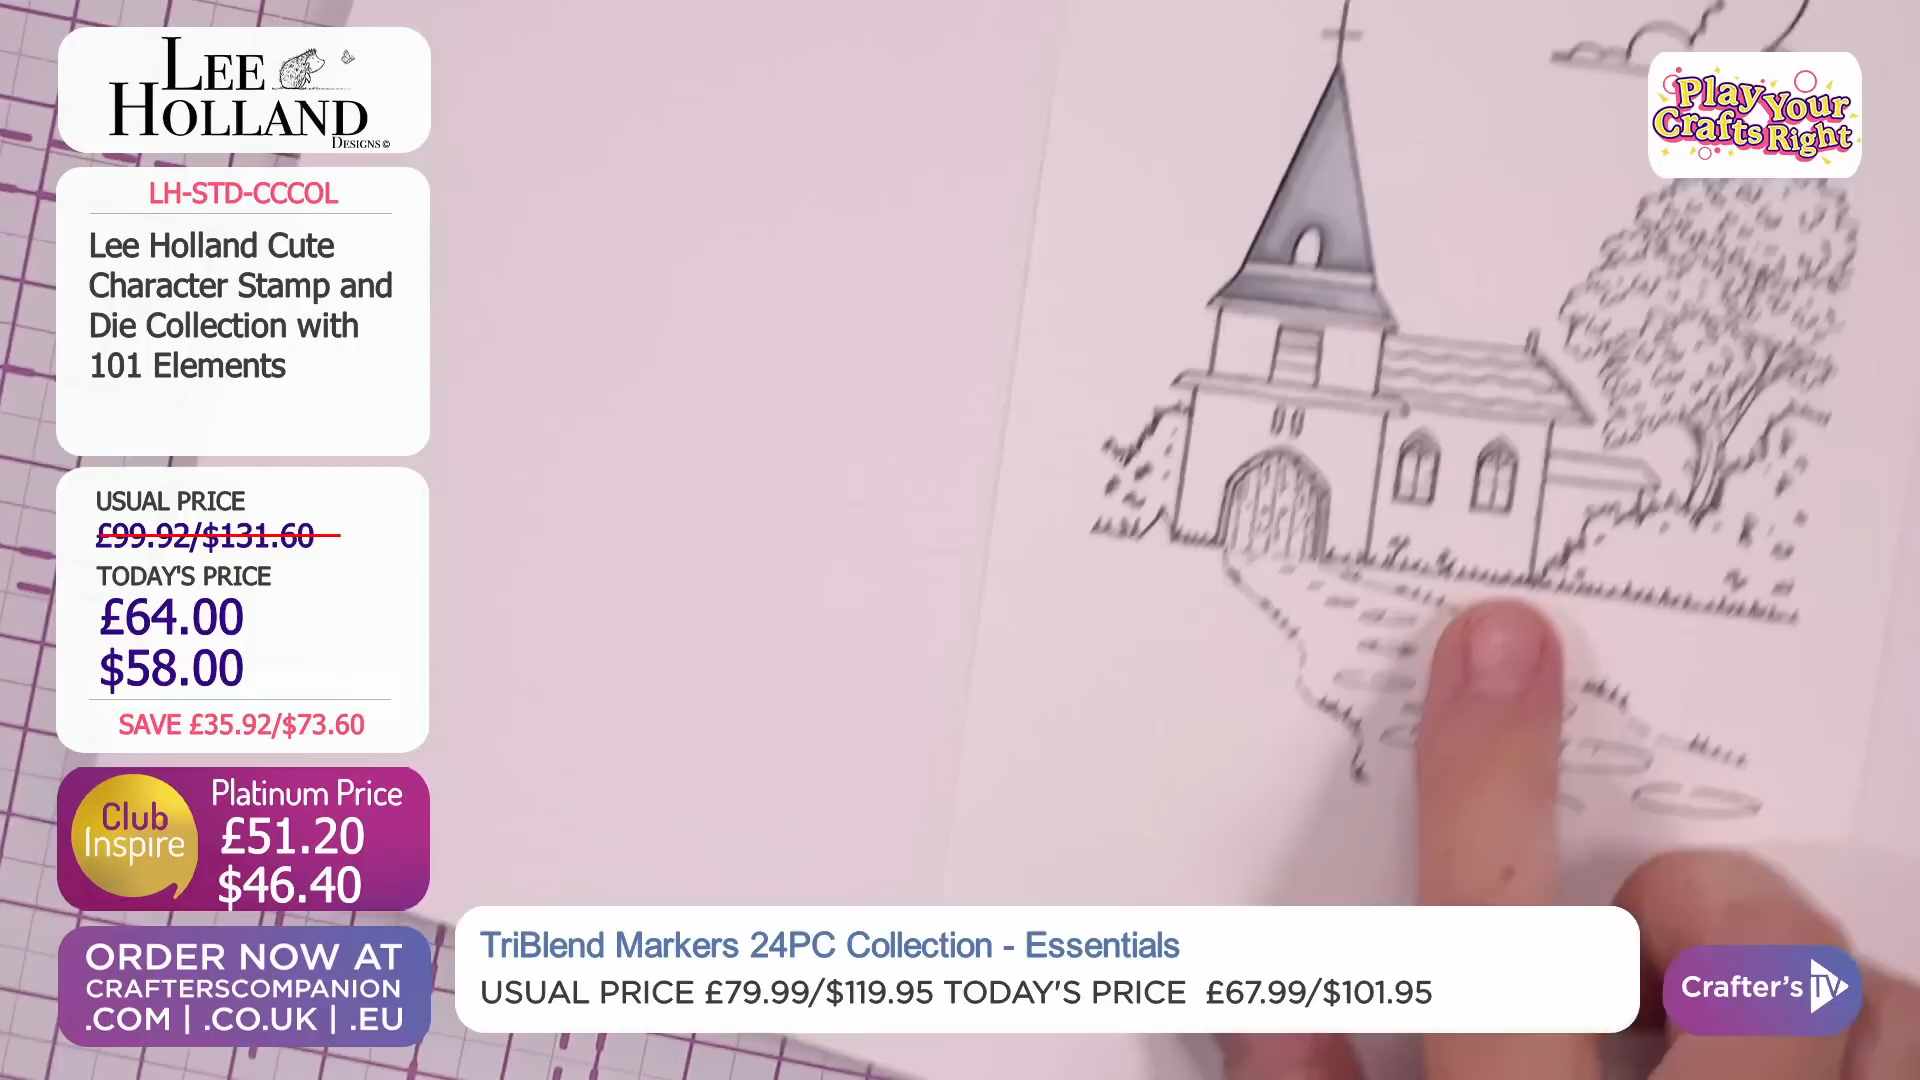 LEE
HOLLAND
DESIGNS ©
LH-STD-CCCOL
Lee Holland Cute
Character Stamp and
Die Collection with
101 Elements
USUAL PRICE
£99.92/$131.60
TODAY'S PRICE
£64.00
$58.00
SAVE £35.92/$73.60
Club
Inspire
Platinum Price
£51.20
$46.40
ORDER NOW AT
CRAFTERSCOMPANION
.COM | .CO.UK | .EU
Play Your
Crafts Right
TriBlend Markers 24PC Collection - Essentials
USUAL PRICE £79.99/$119.95 TODAY'S PRICE £67.99/$101.95
Crafter's TV